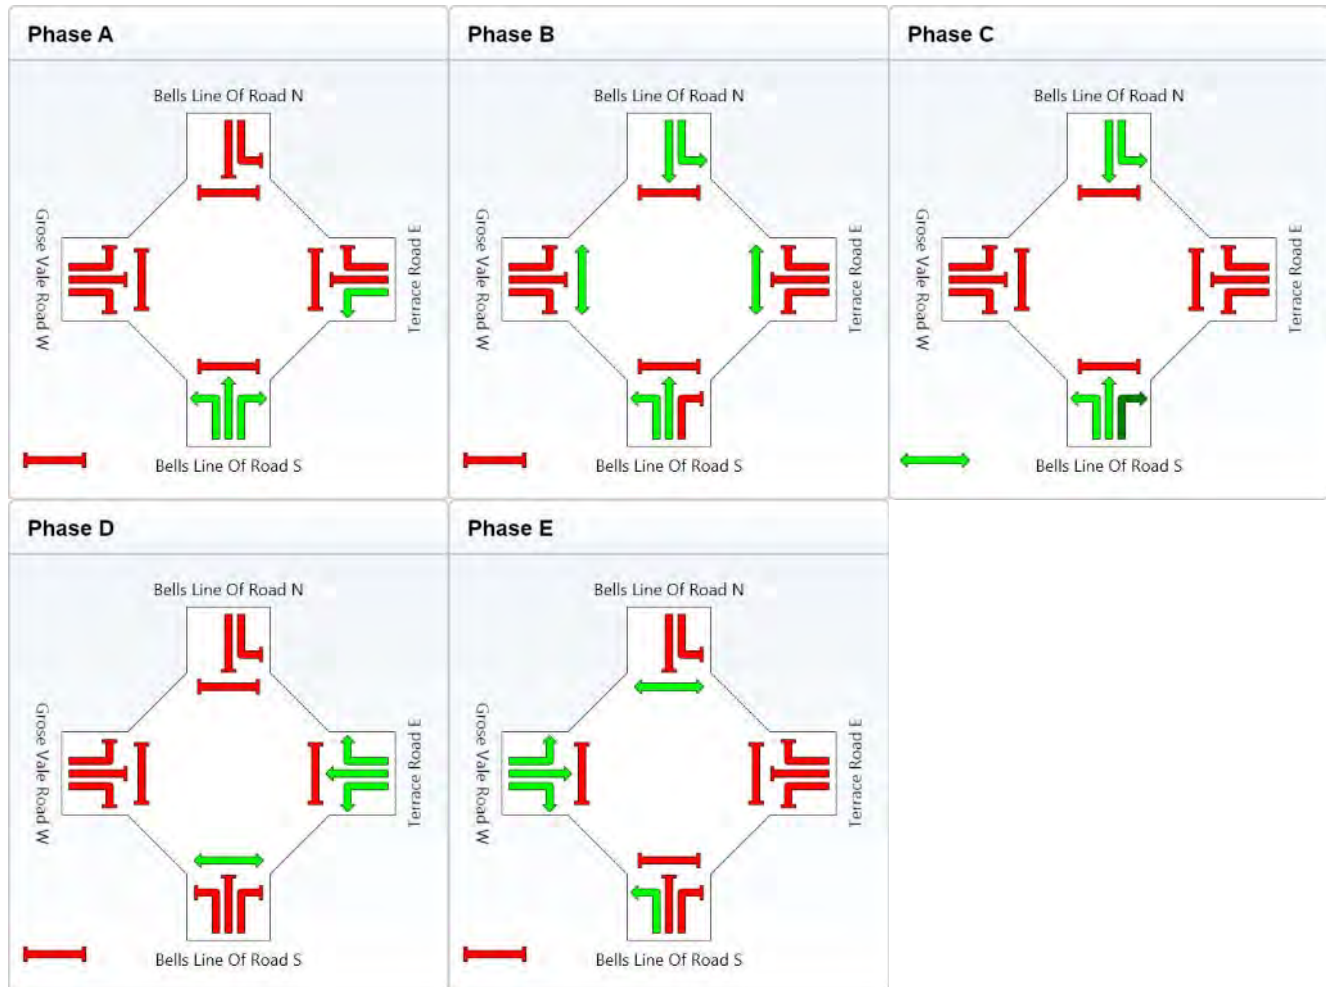 Phase A
Phase B
Phase C
Bells Line Of Road N
Bells Line Of Road N
Bells Line Of Road N
Grose Vale Road W
Terrace Road E
Grose Vale Road W
Terrace Road E
Grose Vale Road W
Terrace Road E
Bells Line Of Road S
Bells Line Of Road S
Bells Line Of Road S
Phase D
Phase E
Bells Line Of Road N
Bells Line Of Road N
Grose Vale Road W
Terrace Road E
Grose Vale Road W
Terrace Road E
Bells Line Of Road S
Bells Line Of Road S